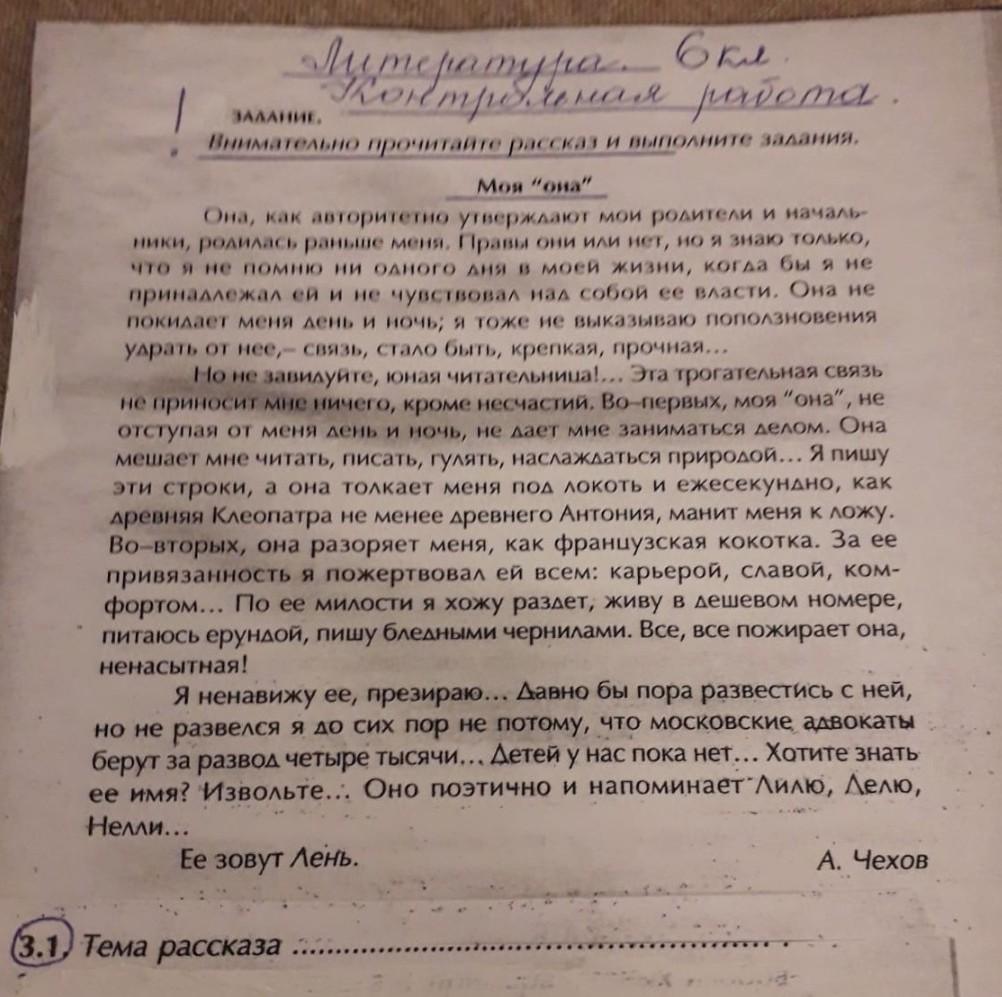 Литература. 6 кл.
Контрольная работа.
! ЗАДАНИЕ.
Внимательно прочитайте рассказ и выполните задания.
Моя "она"
Она, как авторитетно утверждают мои родители и началь-
ники, родилась раньше меня. Правы они или нет, но я знаю только,
что я не помню ни одного дня в моей жизни, когда бы я не
принадлежал ей и не чувствовал над собой ее власти. Она не
покидает меня день и ночь; я тоже не выказываю поползновения
удрать от нее,– связь, стало быть, крепкая, прочная...
Но не завидуйте, юная читательница!... Эта трогательная связь
не приносит мне ничего, кроме несчастий. Во–первых, моя "она", не
отступая от меня день и ночь, не дает мне заниматься делом. Она
мешает мне читать, писать, гулять, наслаждаться природой... Я пишу
эти строки, а она толкает меня под локоть и ежесекундно, как
древняя Клеопатра не менее древнего Антония, манит меня к ложу.
Во–вторых, она разоряет меня, как французская кокотка. За ее
привязанность я пожертвовал ей всем: карьерой, славой, ком-
фортом... По ее милости я хожу раздет, живу в дешевом номере,
питаюсь ерундой, пишу бледными чернилами. Все, все пожирает она,
ненасытная!
Я ненавижу ее, презираю... Давно бы пора развестись с ней,
но не развелся я до сих пор не потому, что московские адвокаты
берут за развод четыре тысячи... Детей у нас пока нет... Хотите знать
ее имя? Извольте... Оно поэтично и напоминает Лилю, Лелю,
Нелли...
Ее зовут Лень. А. Чехов
3.1. Тема рассказа ........................................